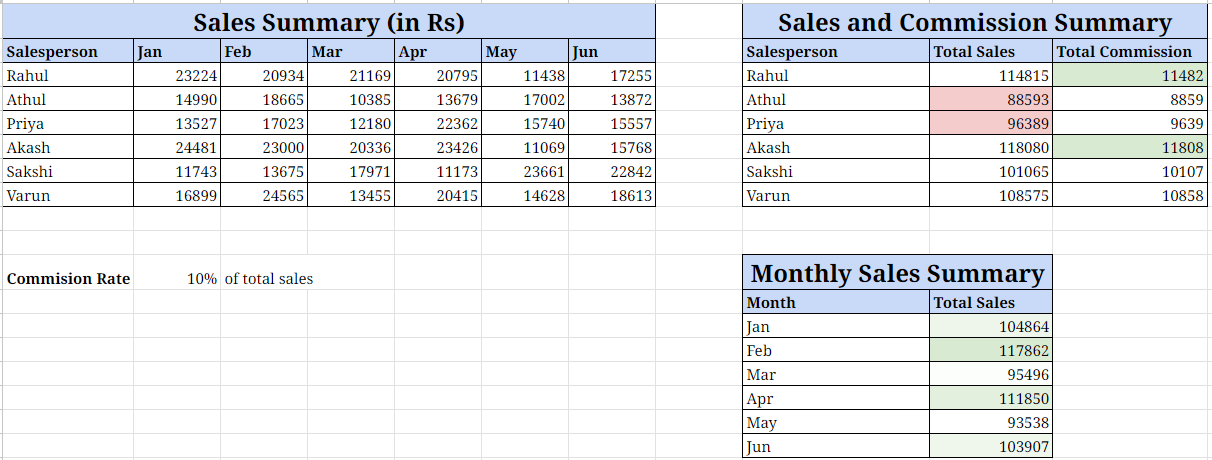 Sales Summary (in Rs)
Salesperson Jan Feb Mar Apr May Jun
Rahul 23224 20934 21169 20795 11438 17255
Athul 14990 18665 10385 13679 17002 13872
Priya 13527 17023 12180 22362 15740 15557
Akash 24481 23000 20336 23426 11069 15768
Sakshi 11743 13675 17971 11173 23661 22842
Varun 16899 24565 13455 20415 14628 18613
Commision Rate 10% of total sales
Sales and Commission Summary
Salesperson Total Sales Total Commission
Rahul 114815 11482
Athul 88593 8859
Priya 96389 9639
Akash 118080 11808
Sakshi 101065 10107
Varun 108575 10858
Monthly Sales Summary
Month Total Sales
Jan 104864
Feb 117862
Mar 95496
Apr 111850
May 93538
Jun 103907